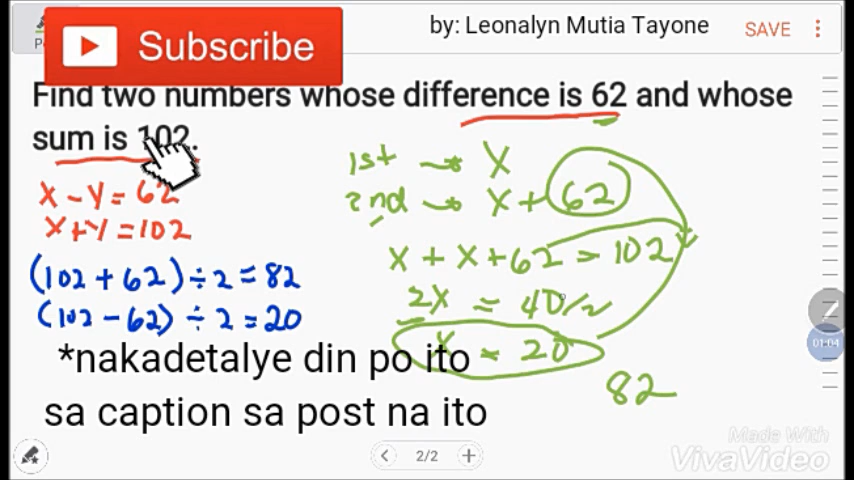 Subscribe
by: Leonalyn Mutia Tayone
SAVE
Find two numbers whose difference is 62 and whose
sum is 102.
x - y = 62
x + y = 102
(102 + 62) ÷ 2 = 82
(102 - 62) ÷ 2 = 20
1st → x
2nd → x + 62
x + x + 62 = 102
2x = 40/2
x = 20
82
*nakadetalye din po ito
sa caption sa post na ito
01:04
2/2
Made With
VivaVideo